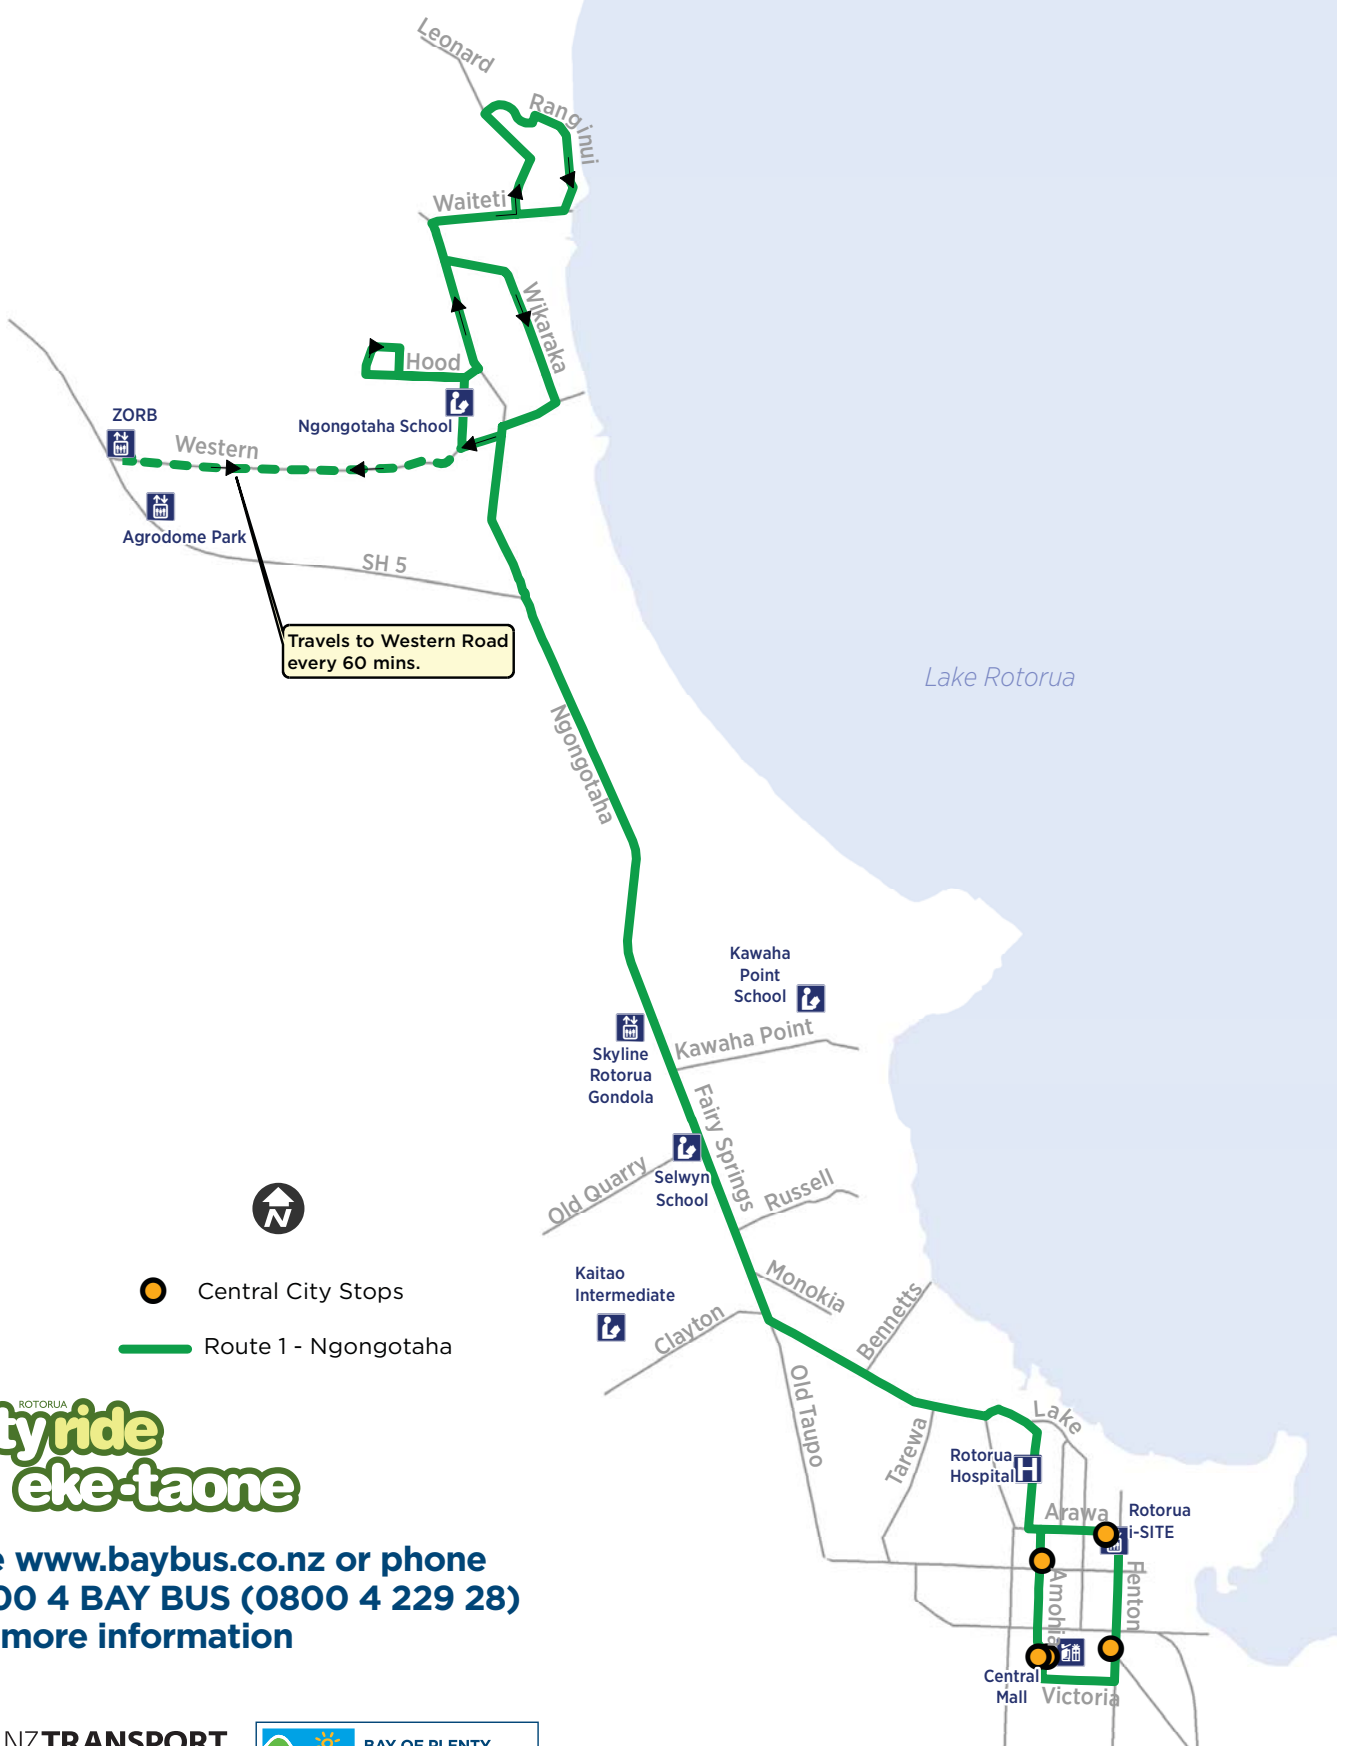 Leonard
Ranginui
Waiteti
Wikaraka
Hood
ZORB
Ngongotaha School
Western
Agrodome Park
SH 5
Travels to Western Road
every 60 mins.
Lake Rotorua
Ngongotaha
Kawaha
Point
School
Kawaha Point
Skyline
Rotorua
Gondola
Fairy Springs
Old Quarry
Selwyn
School
Russell
N
Kaitao
Intermediate
Monokia
Bennetts
Clayton
Central City Stops
Route 1 - Ngongotaha
Old Taupo
Tarewa
Lake
Rotorua
Hospital
H
Arawa
Rotorua
i-SITE
Amohia
Fenton
Central
Mall
Victoria
ROTORUA
tyride
eke-taone
e www.baybus.co.nz or phone
00 4 BAY BUS (0800 4 229 28)
more information
NZTRANSPORT
BAY OF PLENTY